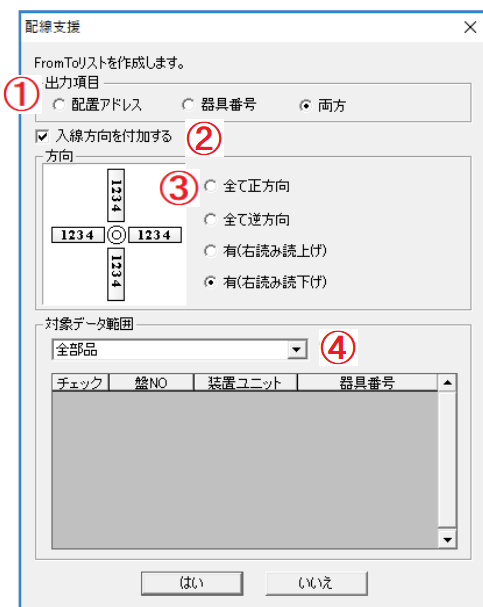 配線支援
FromToリストを作成します。
出力項目
① 配置アドレス 器具番号 両方
入線方向を付加する ②
方向
1234
1234 1234
1234
③ 全て正方向
全て逆方向
有(右読み読上げ)
有(右読み読下げ)
対象データ範囲
全部品 ④
チェック 盤NO 装置ユニット 器具番号
はい いいえ